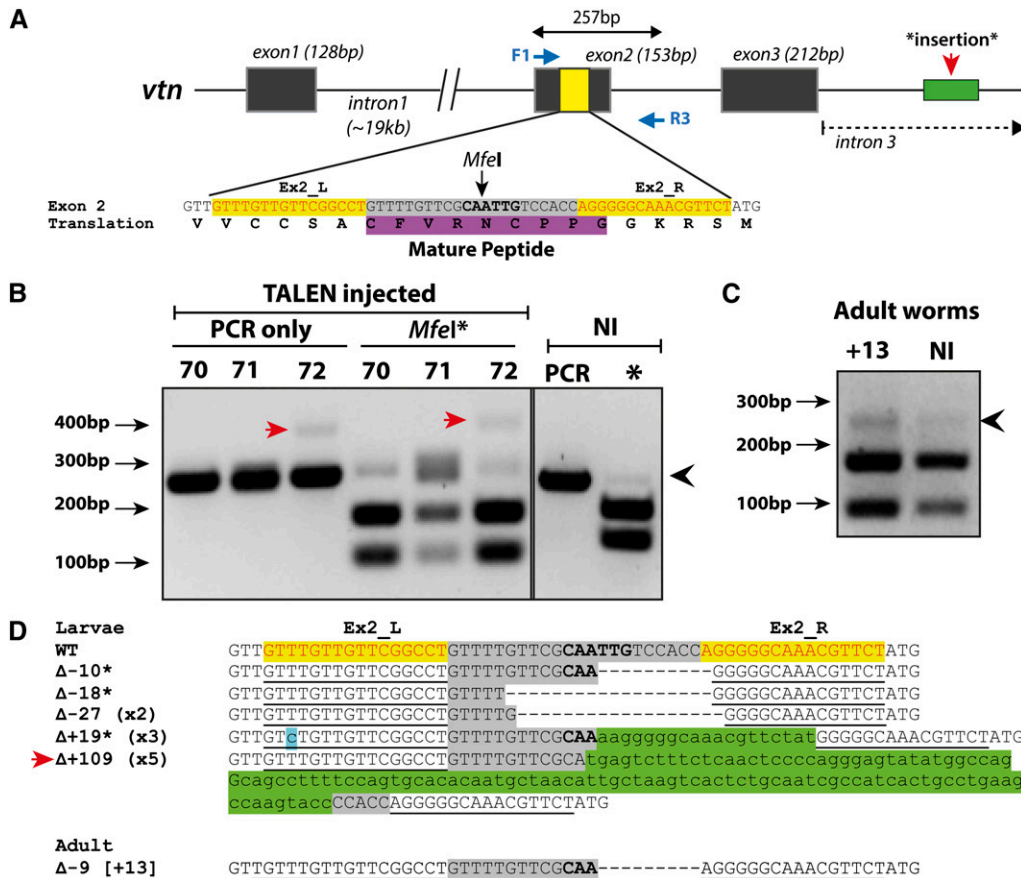 A
257bp
exon1 (128bp)
F1
exon2 (153bp)
exon3 (212bp)
*insertion*
vtn
intron1
(~19kb)
R3
intron 3
MfeI
Ex2_L
Ex2_R
Exon 2
GTTGTTTGTTGTTCGGCCTGTTTTGTTCGCAATTGTCCACCAGGGGGCAAACGTTCTATG
Translation
V V C C S A C F V R N C P P G G K R S M
Mature Peptide
B
TALEN injected
PCR only
MfeI*
NI
70 71 72 70 71 72 PCR *
400bp
300bp
200bp
100bp
C
Adult worms
+13 NI
300bp
200bp
100bp
D
Larvae
Ex2_L
Ex2_R
WT GTTGTTTGTTGTTCGGCCTGTTTTGTTCGCAATTGTCCACCAGGGGGCAAACGTTCTATG
Δ-10* GTTGTTTGTTGTTCGGCCTGTTTTGTTCGCAA----------GGGGGCAAACGTTCTATG
Δ-18* GTTGTTTGTTGTTCGGCCTGTTTT------------------GGGGGCAAACGTTCTATG
Δ-27 (x2) GTTGTTTGTTGTTCGGCCTGTTTTG------------------GGGGCAAACGTTCTATG
Δ+19* (x3) GTTGTcTGTTGTTCGGCCTGTTTTGTTCGCAAaaggggcaaacgttctatGGGGGCAAACGTTCTATG
Δ+109 (x5) GTTGTTTGTTGTTCGGCCTGTTTTGTTCGCAtgagtctttctcaactccccagggagtatatggccag
Gcagccttttccagtgcacacaatgctaacattgctaagtcactctgcaatcgccatcactgcctgaag
ccaagtaccCCACCAGGGGGCAAACGTTCTATG
Adult
Δ-9 [+13] GTTGTTTGTTGTTCGGCCTGTTTTGTTCGCAA---------AGGGGGCAAACGTTCTATG